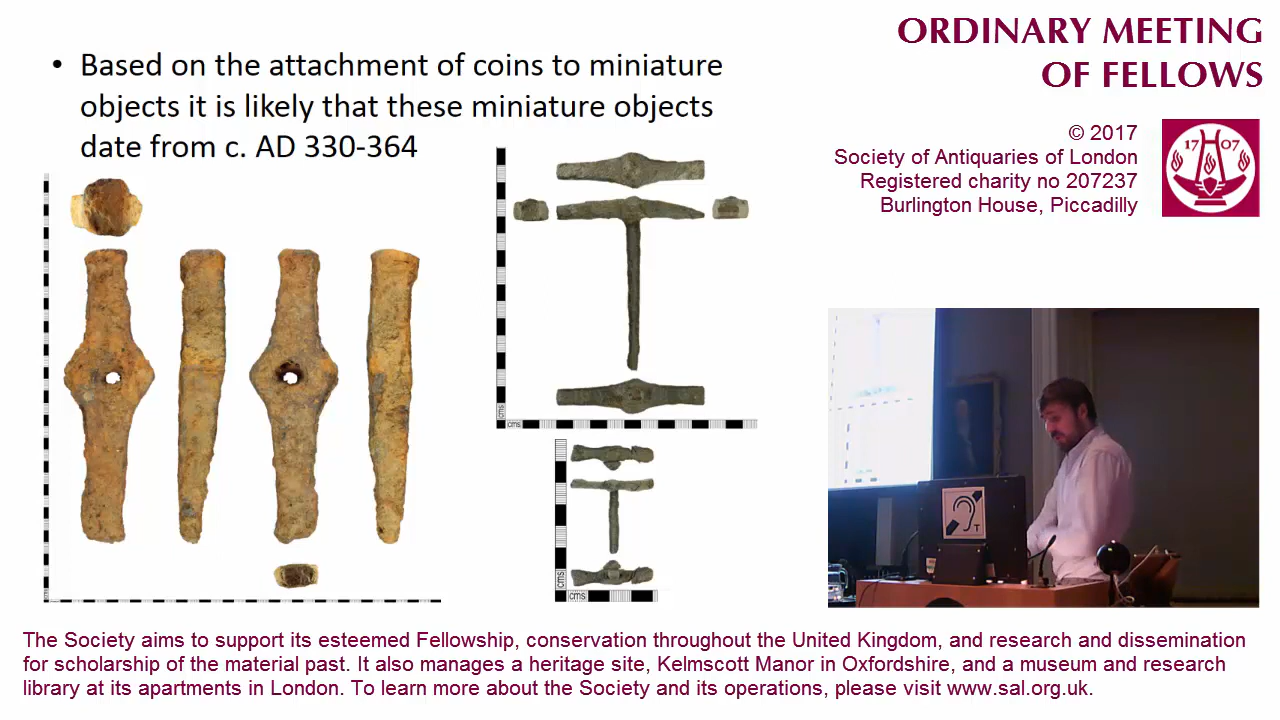 • Based on the attachment of coins to miniature
objects it is likely that these miniature objects
date from c. AD 330-364
ORDINARY MEETING
OF FELLOWS
© 2017
Society of Antiquaries of London
Registered charity no 207237
Burlington House, Piccadilly
17 07
cms
cms
cms
cms
T
The Society aims to support its esteemed Fellowship, conservation throughout the United Kingdom, and research and dissemination
for scholarship of the material past. It also manages a heritage site, Kelmscott Manor in Oxfordshire, and a museum and research
library at its apartments in London. To learn more about the Society and its operations, please visit www.sal.org.uk.